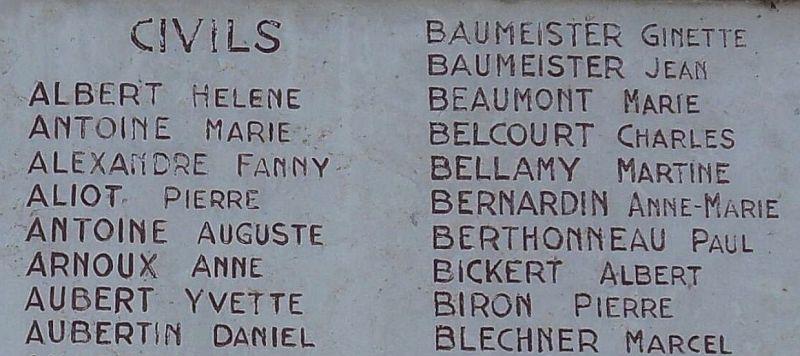 CIVILS
ALBERT HELENE
ANTOINE MARIE
ALEXANDRE FANNY
ALIOT PIERRE
ANTOINE AUGUSTE
ARNOUX ANNE
AUBERT YVETTE
AUBERTIN DANIEL
BAUMEISTER GINETTE
BAUMEISTER JEAN
BEAUMONT MARIE
BELCOURT CHARLES
BELLAMY MARTINE
BERNARDIN ANNE-MARIE
BERTHONNEAU PAUL
BICKERT ALBERT
BIRON PIERRE
BLECHNER MARCEL